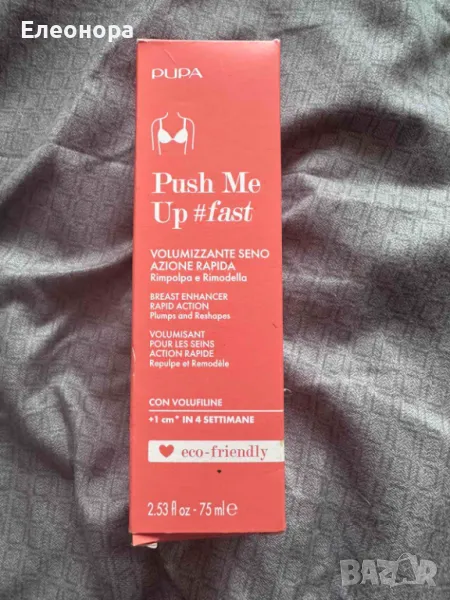 Елеонора
PUPA
Push Me
Up #fast
VOLUMIZZANTE SENO
AZIONE RAPIDA
Rimpolpa e Rimodella
BREAST ENHANCER
RAPID ACTION
Plumps and Reshapes
VOLUMISANT
POUR LES SEINS
ACTION RAPIDE
Repulpe et Remodèle
CON VOLUFILINE
+1 cm* IN 4 SETTIMANE
eco-friendly
2.53 fl oz - 75 ml e
BAZAR
bg